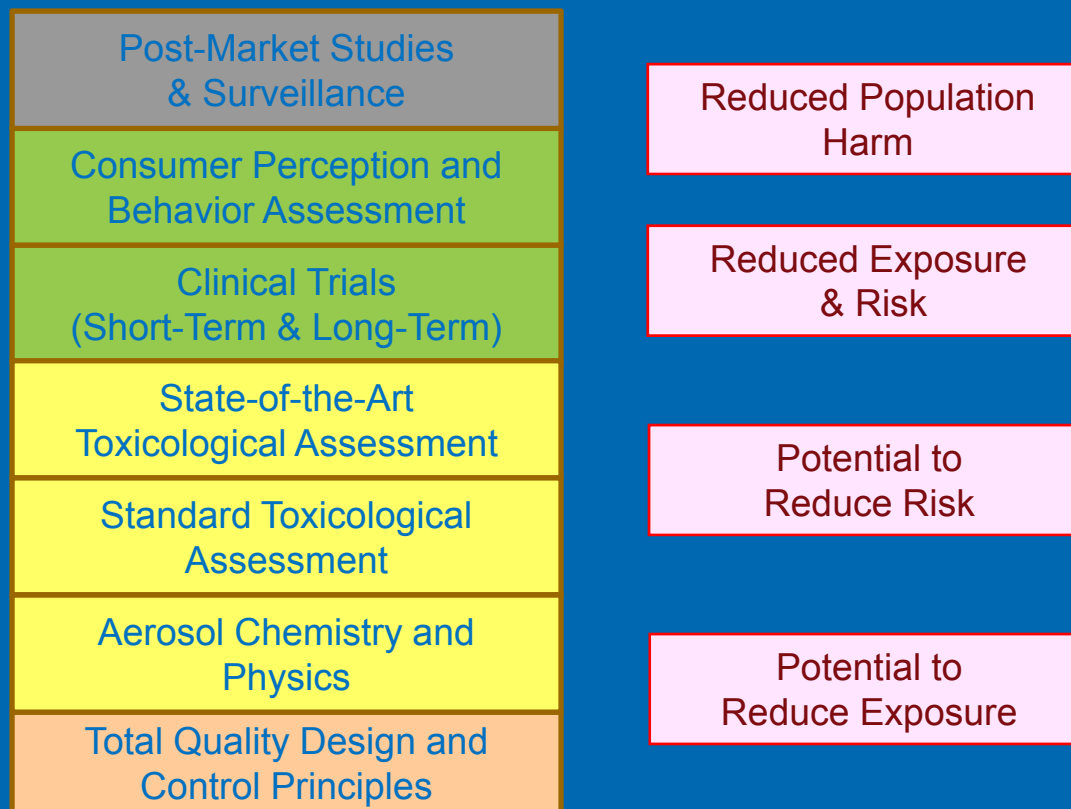 Post-Market Studies
& Surveillance
Consumer Perception and
Behavior Assessment
Clinical Trials
(Short-Term & Long-Term)
State-of-the-Art
Toxicological Assessment
Standard Toxicological
Assessment
Aerosol Chemistry and
Physics
Total Quality Design and
Control Principles
Reduced Population
Harm
Reduced Exposure
& Risk
Potential to
Reduce Risk
Potential to
Reduce Exposure